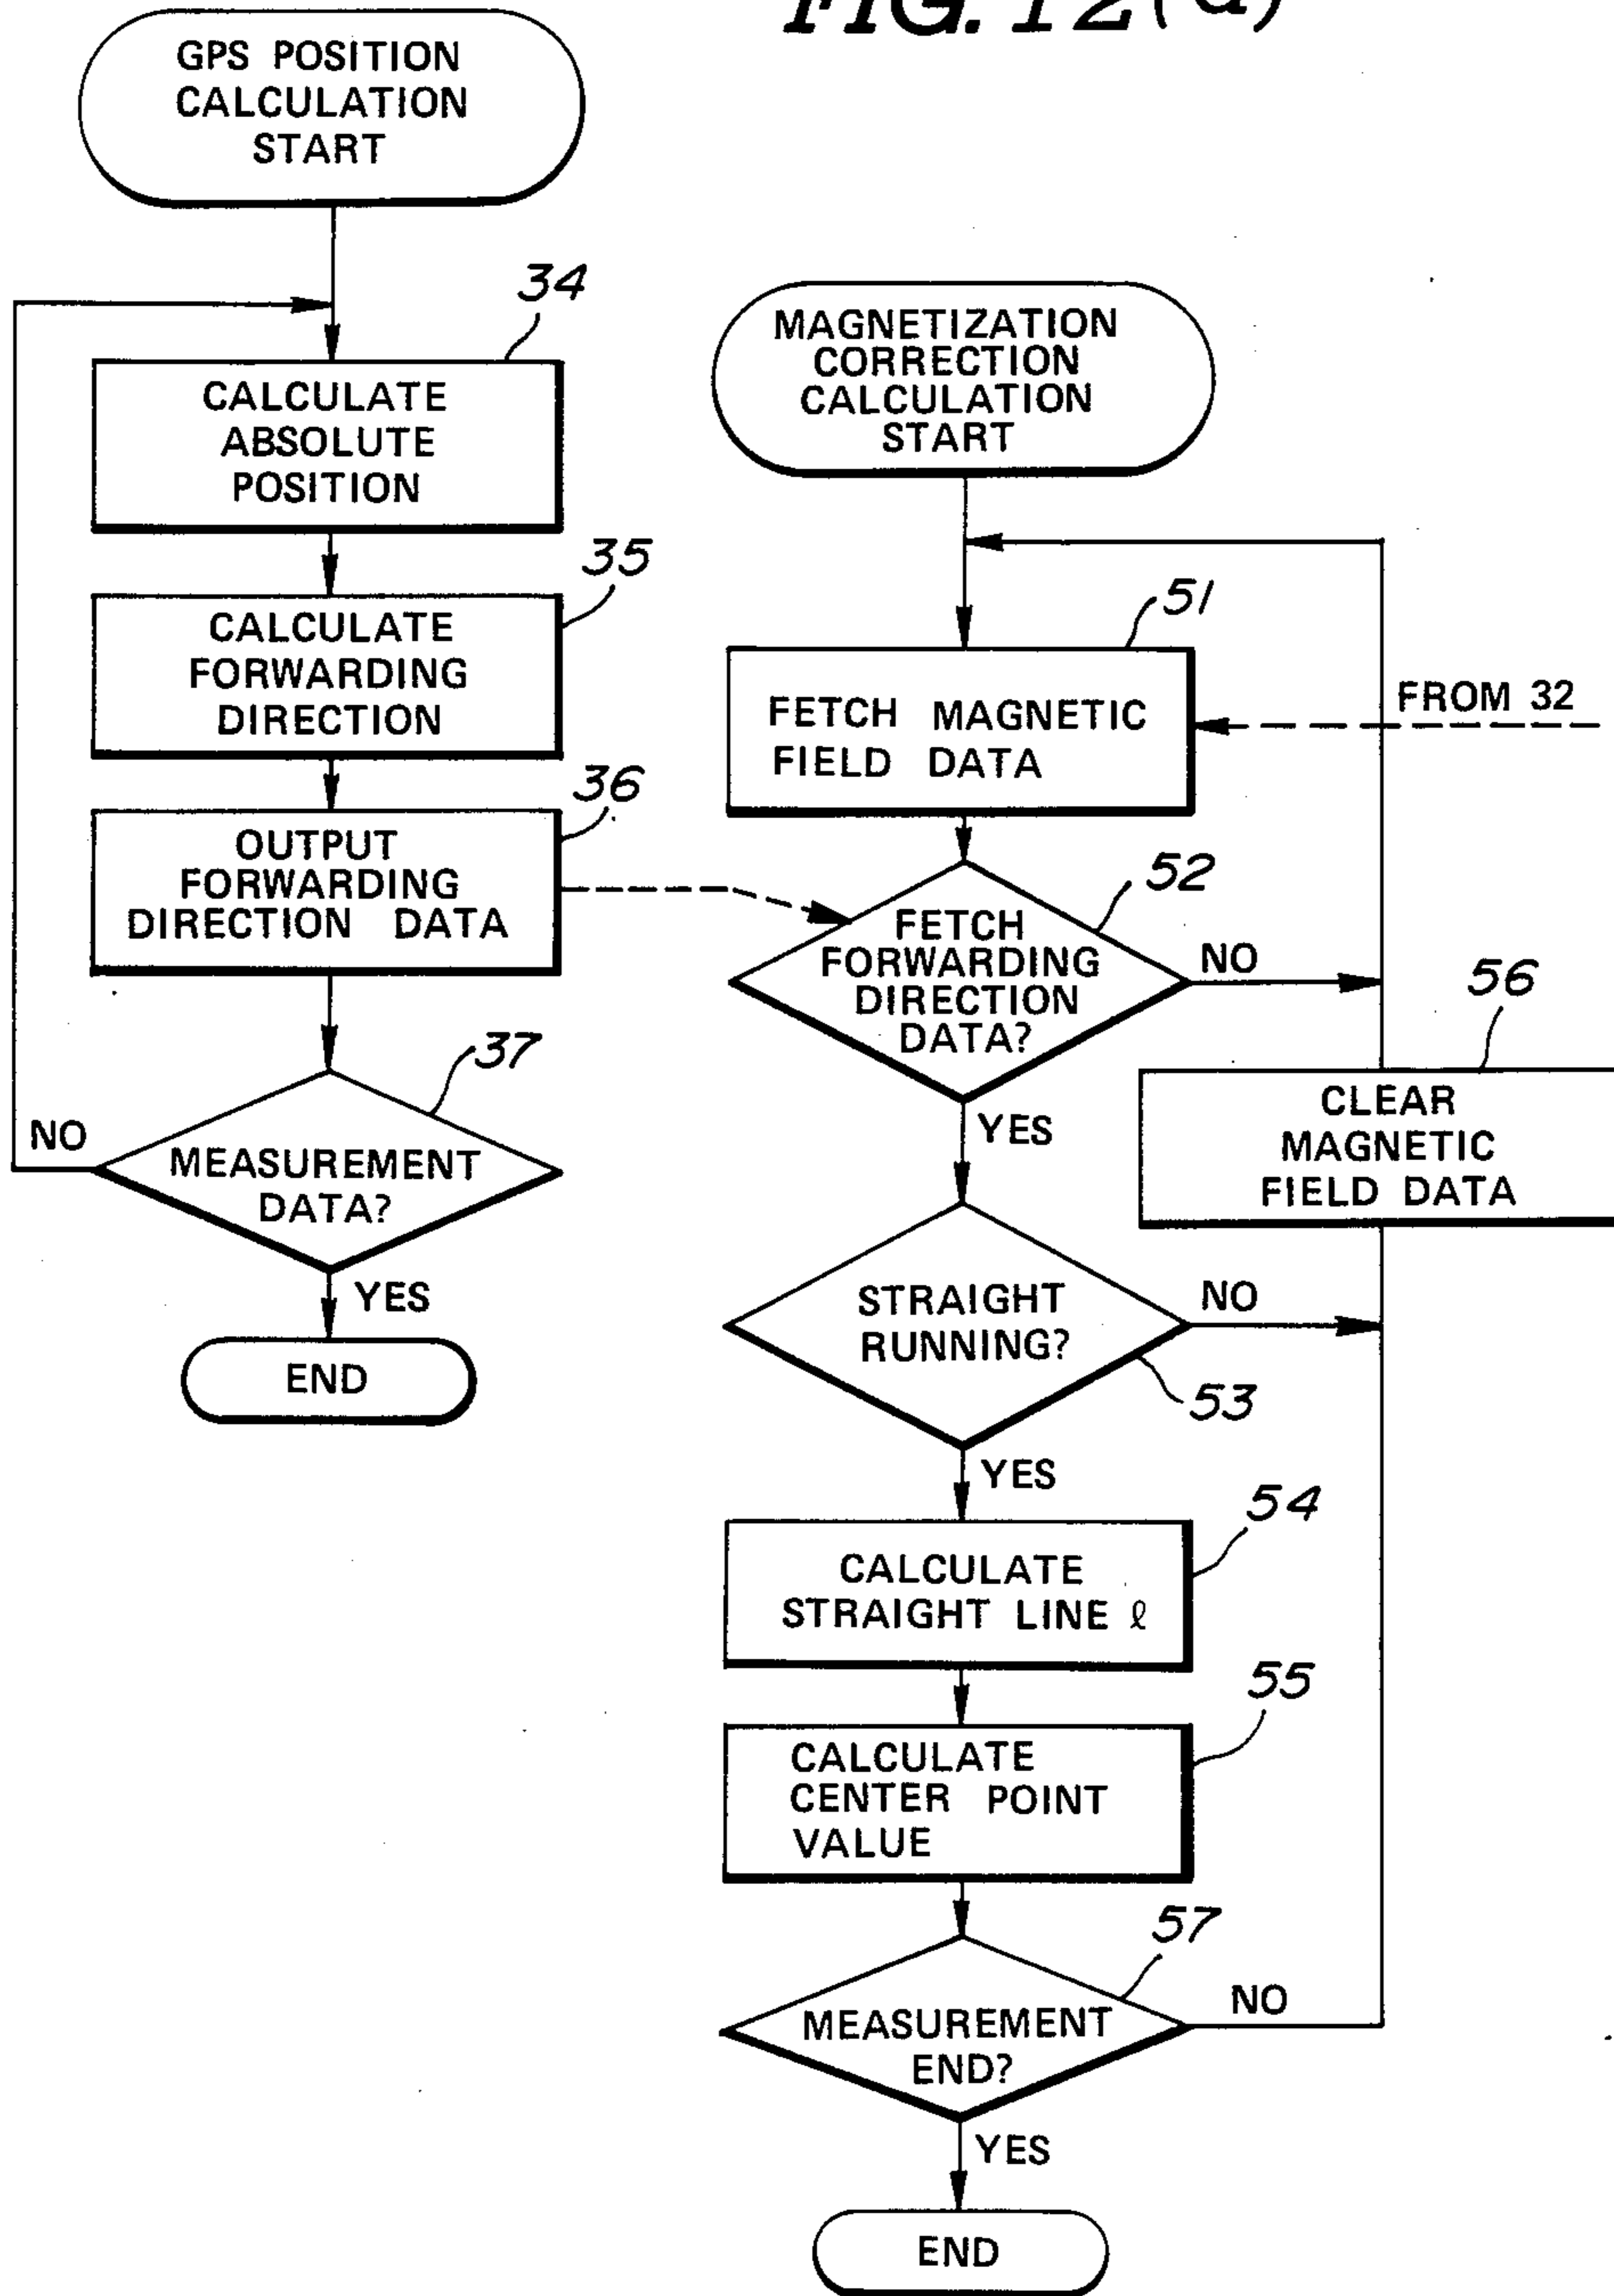 FIG. 12(a)
GPS POSITION
CALCULATION
START
34
CALCULATE
ABSOLUTE
POSITION
35
CALCULATE
FORWARDING
DIRECTION
36
OUTPUT
FORWARDING
DIRECTION DATA
37
MEASUREMENT
DATA?
NO
YES
END
MAGNETIZATION
CORRECTION
CALCULATION
START
51
FETCH MAGNETIC
FIELD DATA
FROM 32
52
FETCH
FORWARDING
DIRECTION
DATA?
NO
YES
56
CLEAR
MAGNETIC
FIELD DATA
STRAIGHT
RUNNING?
NO
53
YES
54
CALCULATE
STRAIGHT LINE ℓ
55
CALCULATE
CENTER POINT
VALUE
57
MEASUREMENT
END?
NO
YES
END